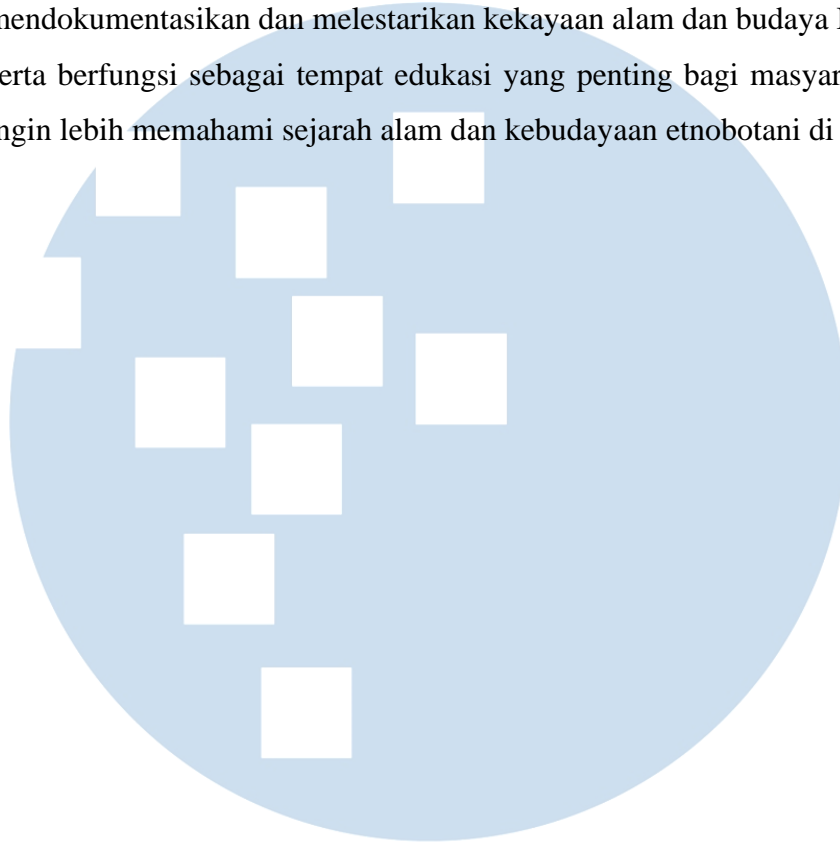 mendokumentasikan dan melestarikan kekayaan alam dan budaya
erta berfungsi sebagai tempat edukasi yang penting bagi masyar
ngin lebih memahami sejarah alam dan kebudayaan etnobotani di